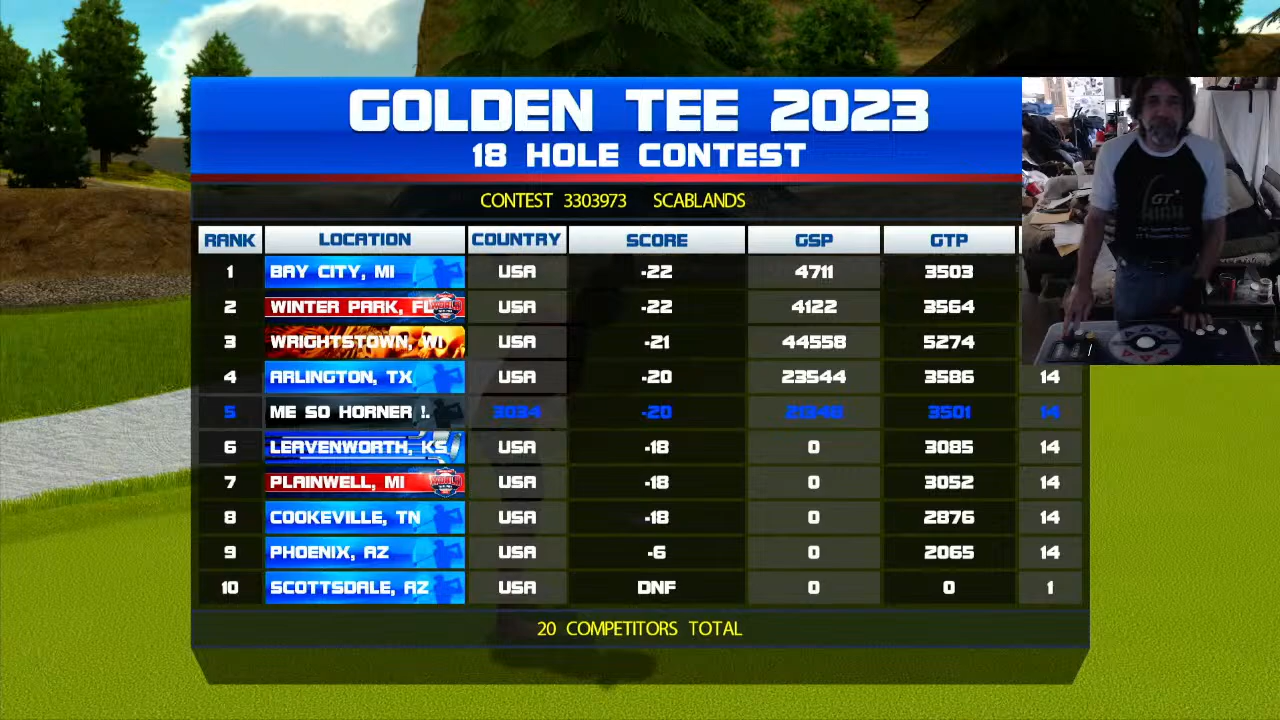 GOLDEN TEE 2023
18 HOLE CONTEST
CONTEST 3303973 SCABLANDS
RANK LOCATION COUNTRY SCORE GSP GTP
1 BAY CITY, MI USA -22 4711 3503
2 WINTER PARK, FL USA -22 4122 3564
3 WRIGHTSTOWN, WI USA -21 44558 5274
4 ARLINGTON, TX USA -20 23544 3586 14
5 ME SO HORNER !. 3034 -20 21348 3501 14
6 LEAVENWORTH, KS USA -18 0 3085 14
7 PLAINWELL, MI USA -18 0 3052 14
8 COOKEVILLE, TN USA -18 0 2876 14
9 PHOENIX, AZ USA -6 0 2065 14
10 SCOTTSDALE, AZ USA DNF 0 0 1
20 COMPETITORS TOTAL
GT